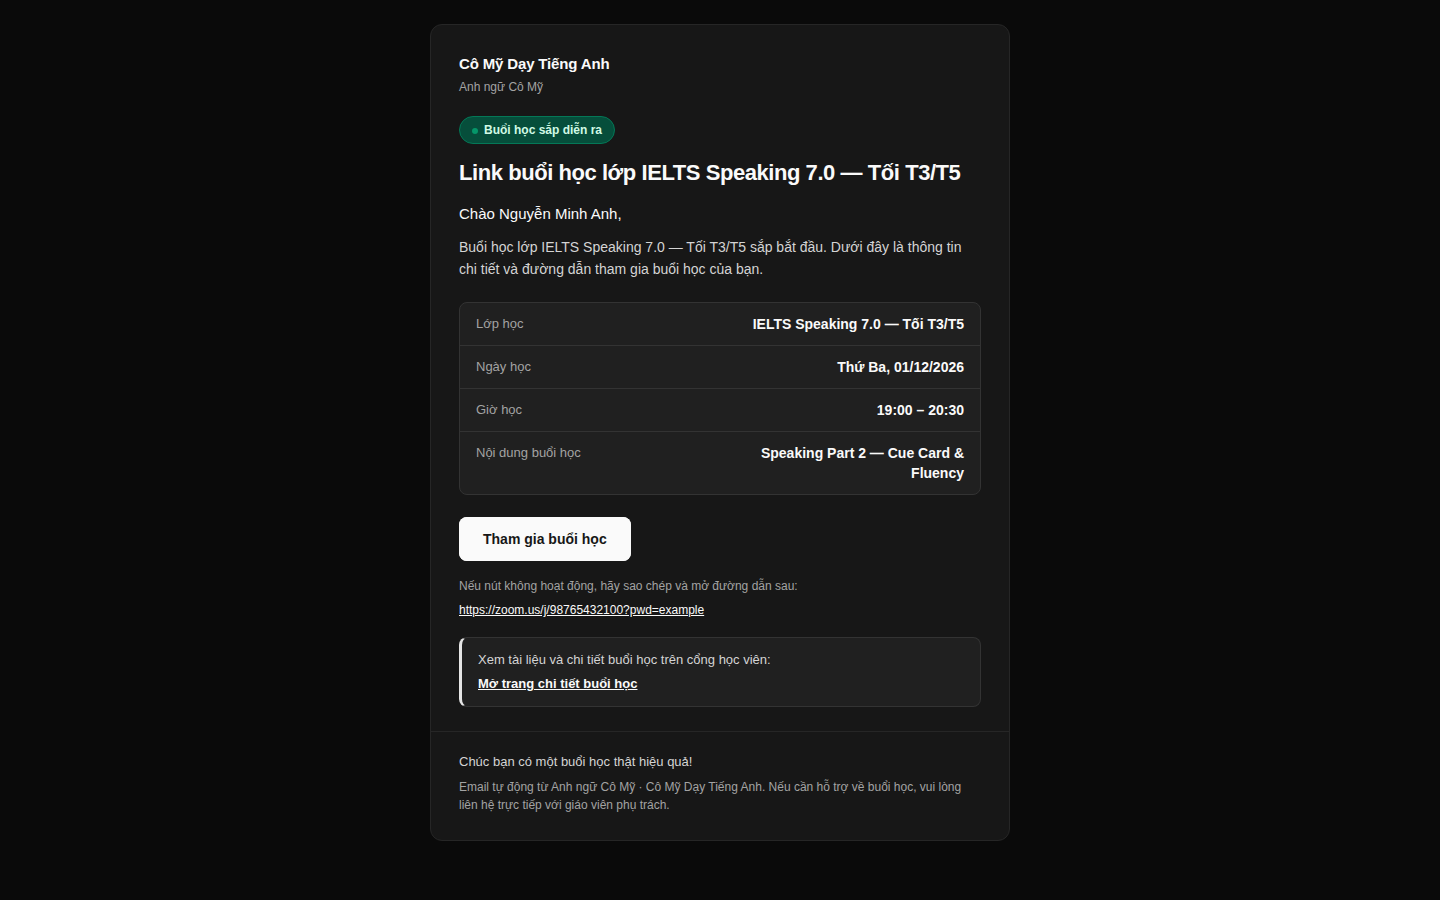 Cô Mỹ Dạy Tiếng Anh
Anh ngữ Cô Mỹ
Buổi học sắp diễn ra
Link buổi học lớp IELTS Speaking 7.0 — Tối T3/T5
Chào Nguyễn Minh Anh,
Buổi học lớp IELTS Speaking 7.0 — Tối T3/T5 sắp bắt đầu. Dưới đây là thông tin
chi tiết và đường dẫn tham gia buổi học của bạn.
Lớp học IELTS Speaking 7.0 — Tối T3/T5
Ngày học Thứ Ba, 01/12/2026
Giờ học 19:00 – 20:30
Nội dung buổi học Speaking Part 2 — Cue Card &
Fluency
Tham gia buổi học
Nếu nút không hoạt động, hãy sao chép và mở đường dẫn sau:
https://zoom.us/j/98765432100?pwd=example
Xem tài liệu và chi tiết buổi học trên cổng học viên:
Mở trang chi tiết buổi học
Chúc bạn có một buổi học thật hiệu quả!
Email tự động từ Anh ngữ Cô Mỹ · Cô Mỹ Dạy Tiếng Anh. Nếu cần hỗ trợ về buổi học, vui lòng
liên hệ trực tiếp với giáo viên phụ trách.